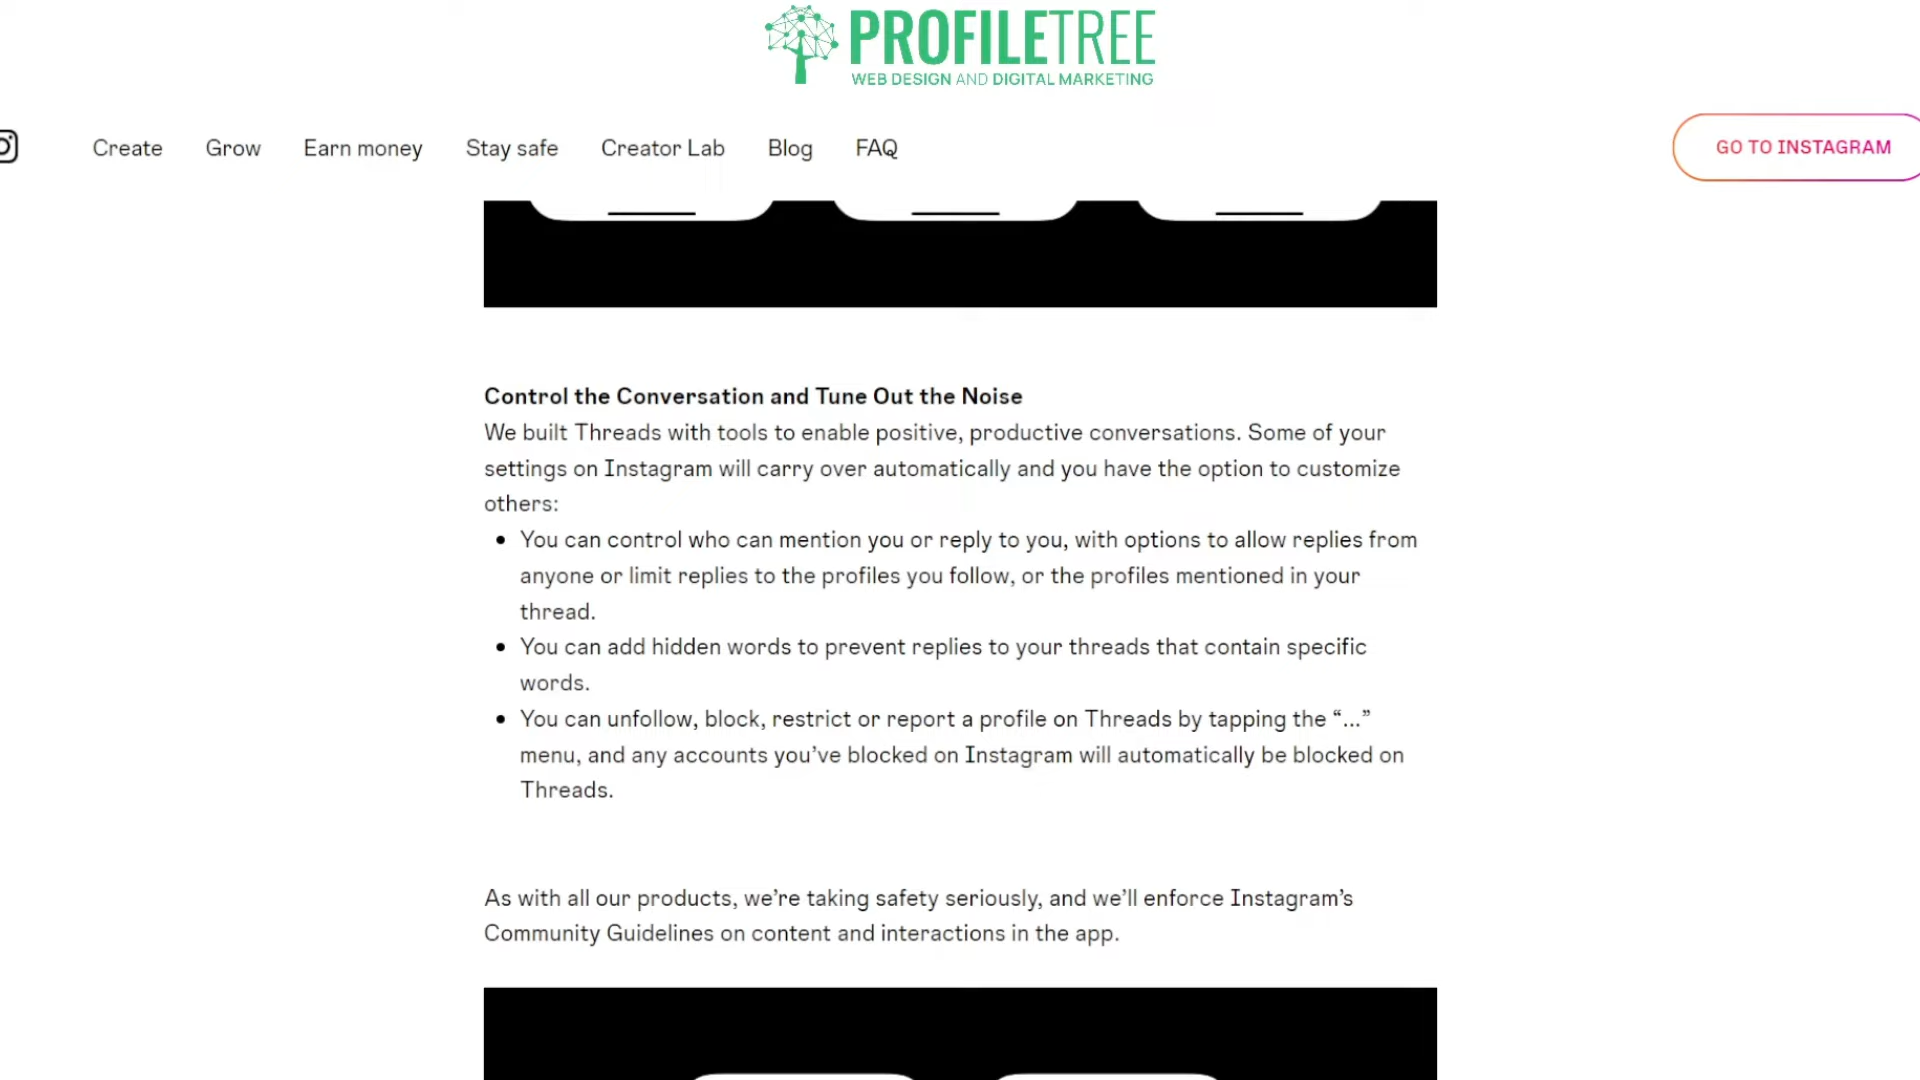 PROFILETREE
WEB DESIGN AND DIGITAL MARKETING
Create Grow Earn money Stay safe Creator Lab Blog FAQ GO TO INSTAGRAM
Control the Conversation and Tune Out the Noise
We built Threads with tools to enable positive, productive conversations. Some of your
settings on Instagram will carry over automatically and you have the option to customize
others:
• You can control who can mention you or reply to you, with options to allow replies from
anyone or limit replies to the profiles you follow, or the profiles mentioned in your
thread.
• You can add hidden words to prevent replies to your threads that contain specific
words.
• You can unfollow, block, restrict or report a profile on Threads by tapping the “...”
menu, and any accounts you’ve blocked on Instagram will automatically be blocked on
Threads.
As with all our products, we’re taking safety seriously, and we’ll enforce Instagram’s
Community Guidelines on content and interactions in the app.